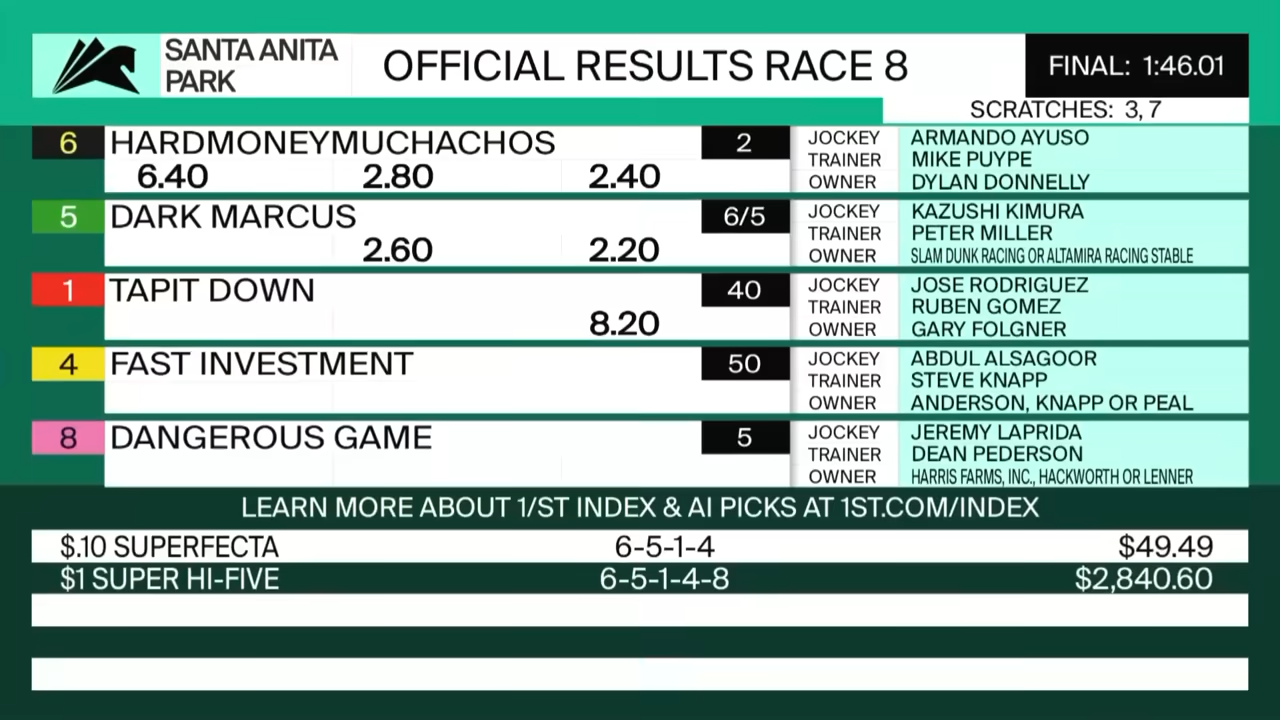 SANTA ANITA
PARK
OFFICIAL RESULTS RACE 8
FINAL: 1:46.01
SCRATCHES: 3, 7
6 HARDMONEYMUCHACHOS 2
6.40 2.80 2.40
JOCKEY ARMANDO AYUSO
TRAINER MIKE PUYPE
OWNER DYLAN DONNELLY
5 DARK MARCUS 6/5
2.60 2.20
JOCKEY KAZUSHI KIMURA
TRAINER PETER MILLER
OWNER SLAM DUNK RACING OR ALTAMIRA RACING STABLE
1 TAPIT DOWN 40
8.20
JOCKEY JOSE RODRIGUEZ
TRAINER RUBEN GOMEZ
OWNER GARY FOLGNER
4 FAST INVESTMENT 50
JOCKEY ABDUL ALSAGOOR
TRAINER STEVE KNAPP
OWNER ANDERSON, KNAPP OR PEAL
8 DANGEROUS GAME 5
JOCKEY JEREMY LAPRIDA
TRAINER DEAN PEDERSON
OWNER HARRIS FARMS, INC., HACKWORTH OR LENNER
LEARN MORE ABOUT 1/ST INDEX & AI PICKS AT 1ST.COM/INDEX
$.10 SUPERFECTA 6-5-1-4 $49.49
$1 SUPER HI-FIVE 6-5-1-4-8 $2,840.60